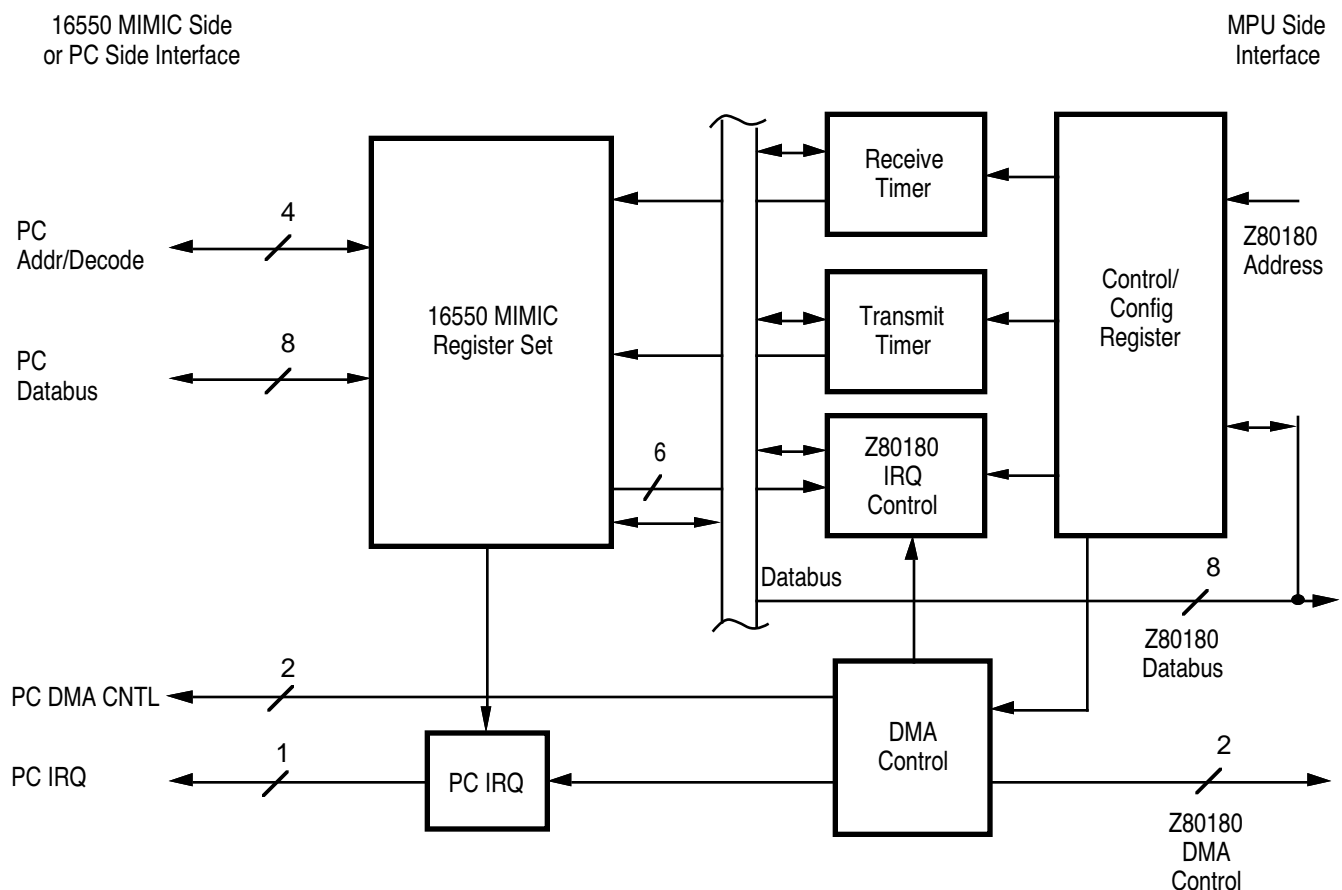 16550 MIMIC Side
or PC Side Interface
MPU Side
Interface
Receive
Timer
4
PC
Addr/Decode
Z80180
Address
16550 MIMIC
Register Set
Control/
Config
Register
Transmit
Timer
8
PC
Databus
6
Z80180
IRQ
Control
Databus
8
Z80180
Databus
2
PC DMA CNTL
DMA
Control
1
PC IRQ
PC IRQ
2
Z80180
DMA
Control